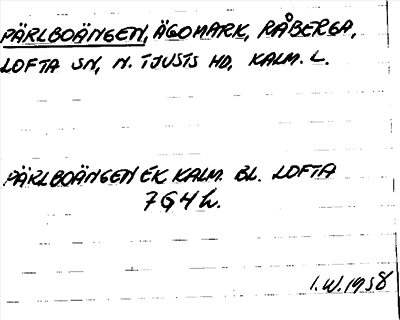 PÄRLBOÄNGEN, ÄGOMARK, RÅBERGA,
LOFTA SN, N. TJUSTS HD, KALM. L.
PÄRLBOÄNGEN EK KALM. BL. LOFTA
7G4h.
I.W.1958